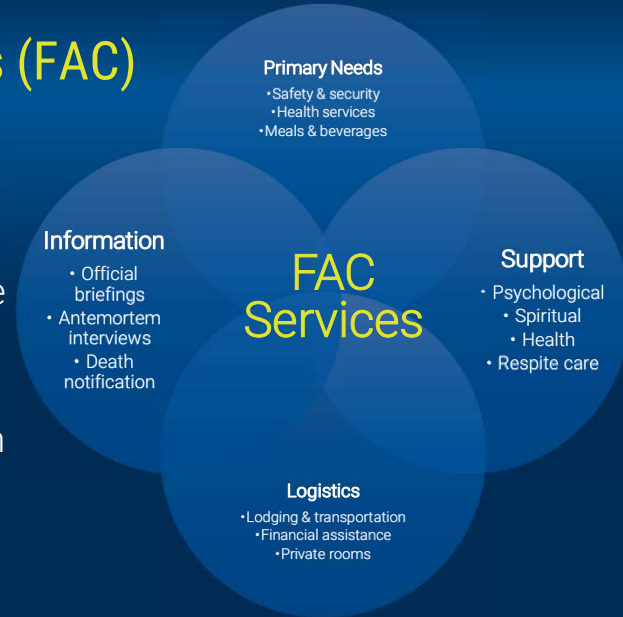 s (FAC)
Primary Needs
•Safety & security
•Health services
•Meals & beverages
Information
• Official
briefings
• Antemortem
interviews
• Death
notification
e
n
FAC
Services
Support
• Psychological
• Spiritual
• Health
• Respite care
Logistics
•Lodging & transportation
•Financial assistance
•Private rooms